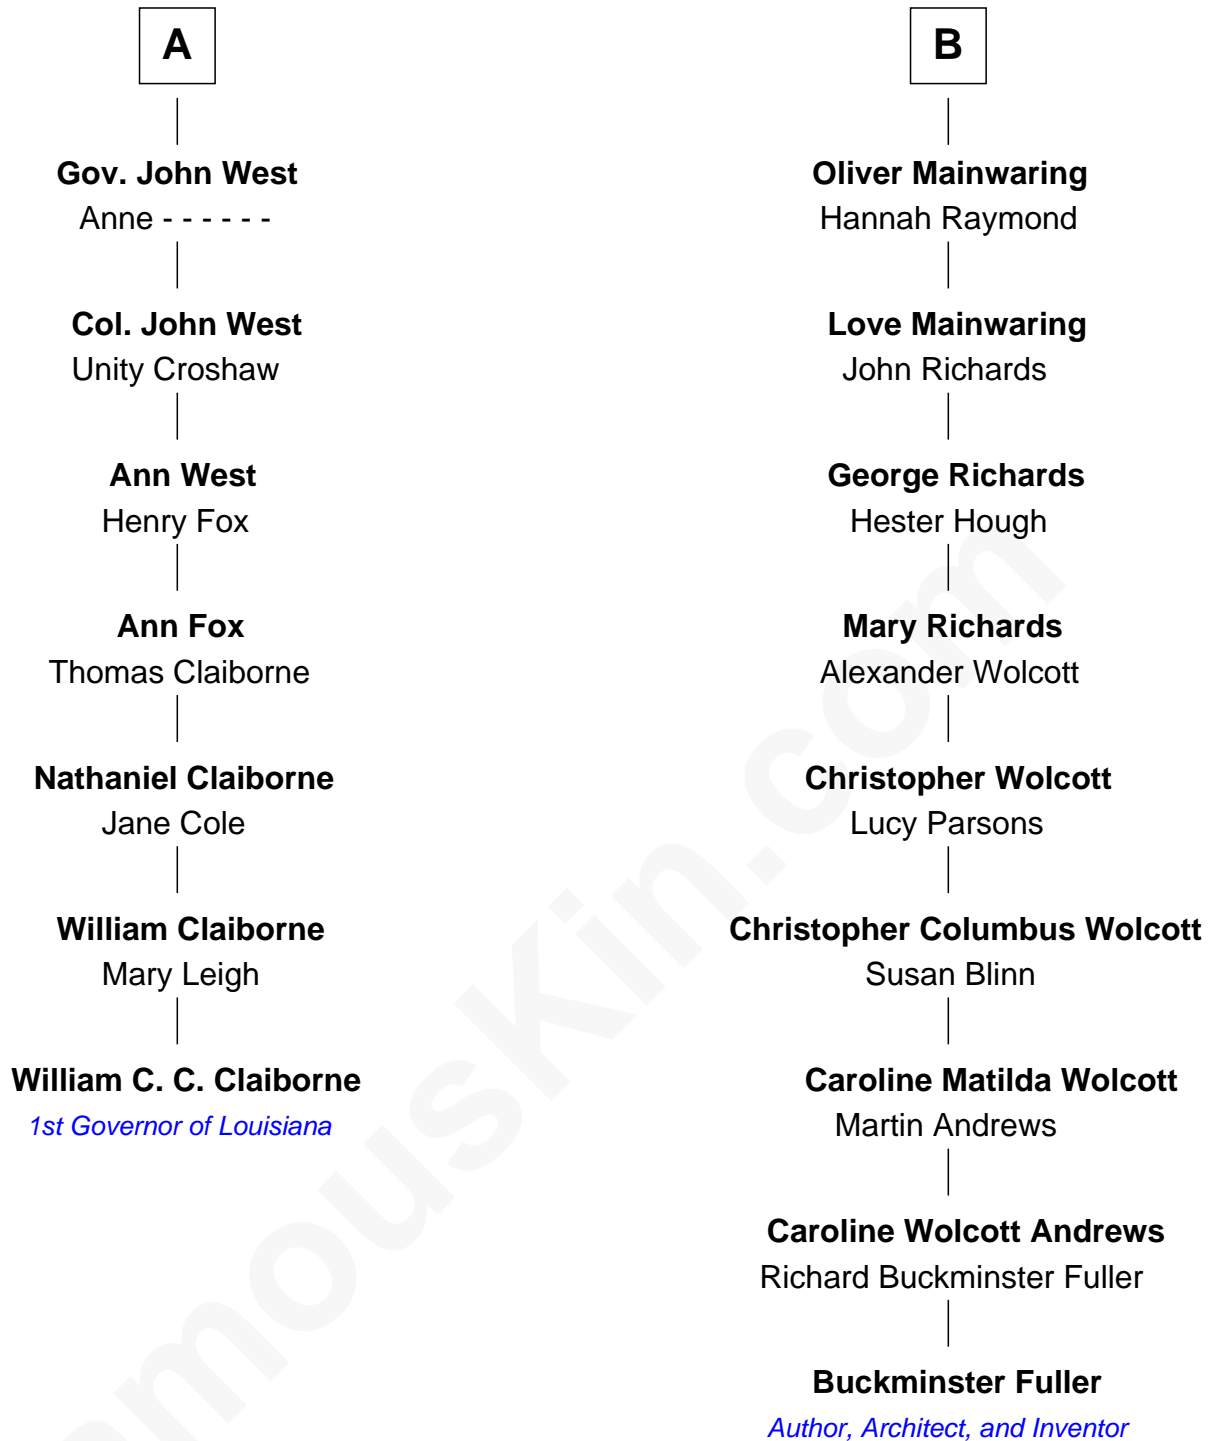 A
Gov. John West
Anne - - - - - -
Col. John West
Unity Croshaw
Ann West
Henry Fox
Ann Fox
Thomas Claiborne
Nathaniel Claiborne
Jane Cole
William Claiborne
Mary Leigh
William C. C. Claiborne
1st Governor of Louisiana
B
Oliver Mainwaring
Hannah Raymond
Love Mainwaring
John Richards
George Richards
Hester Hough
Mary Richards
Alexander Wolcott
Christopher Wolcott
Lucy Parsons
Christopher Columbus Wolcott
Susan Blinn
Caroline Matilda Wolcott
Martin Andrews
Caroline Wolcott Andrews
Richard Buckminster Fuller
Buckminster Fuller
Author, Architect, and Inventor
amousKin.com